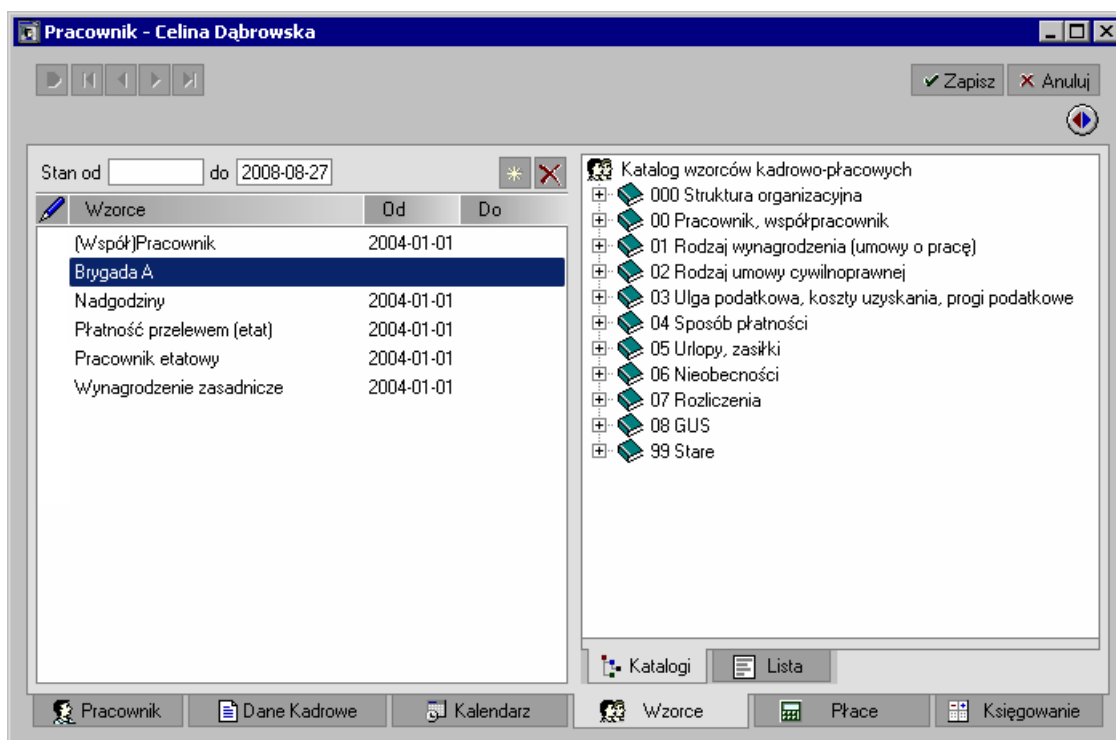 Pracownik - Celina Dąbrowska
Zapisz Anuluj
Stan od do 2008-08-27
Wzorce Od Do
(Współ)Pracownik 2004-01-01
Brygada A
Nadgodziny 2004-01-01
Płatność przelewem (etat) 2004-01-01
Pracownik etatowy 2004-01-01
Wynagrodzenie zasadnicze 2004-01-01
Katalog wzorców kadrowo-płacowych
000 Struktura organizacyjna
00 Pracownik, współpracownik
01 Rodzaj wynagrodzenia (umowy o pracę)
02 Rodzaj umowy cywilnoprawnej
03 Ulga podatkowa, koszty uzyskania, progi podatkowe
04 Sposób płatności
05 Urlopy, zasiłki
06 Nieobecności
07 Rozliczenia
08 GUS
99 Stare
Katalogi Lista
Pracownik Dane Kadrowe Kalendarz Wzorce Płace Księgowanie